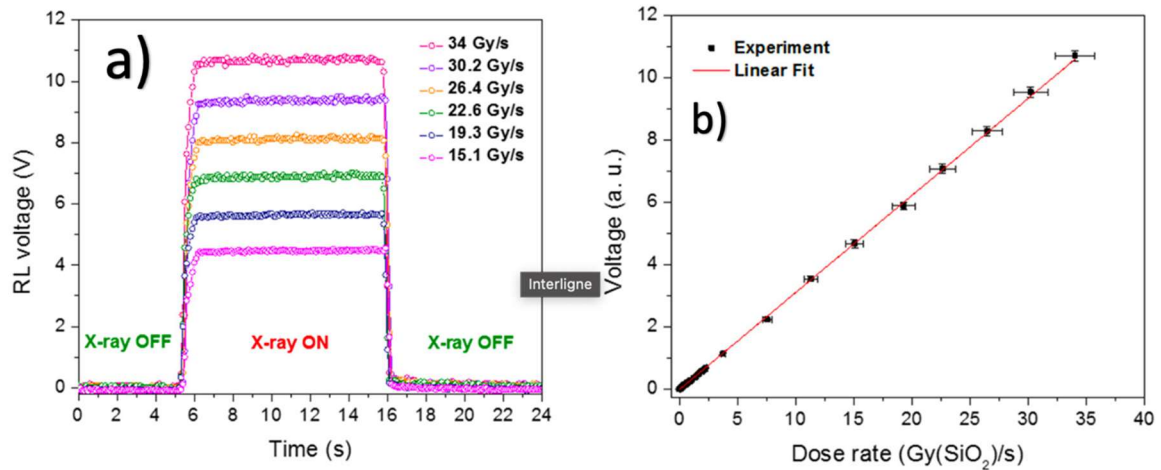 a)
12
10
8
6
4
2
0
RL voltage (V)
34 Gy/s
30.2 Gy/s
26.4 Gy/s
22.6 Gy/s
19.3 Gy/s
15.1 Gy/s
X-ray OFF
X-ray ON
X-ray OFF
0 2 4 6 8 10 12 14 16 18 20 22 24
Time (s)
Interligne
b)
12
10
8
6
4
2
0
Voltage (a. u.)
Experiment
Linear Fit
0 5 10 15 20 25 30 35 40
Dose rate (Gy(SiO₂)/s)